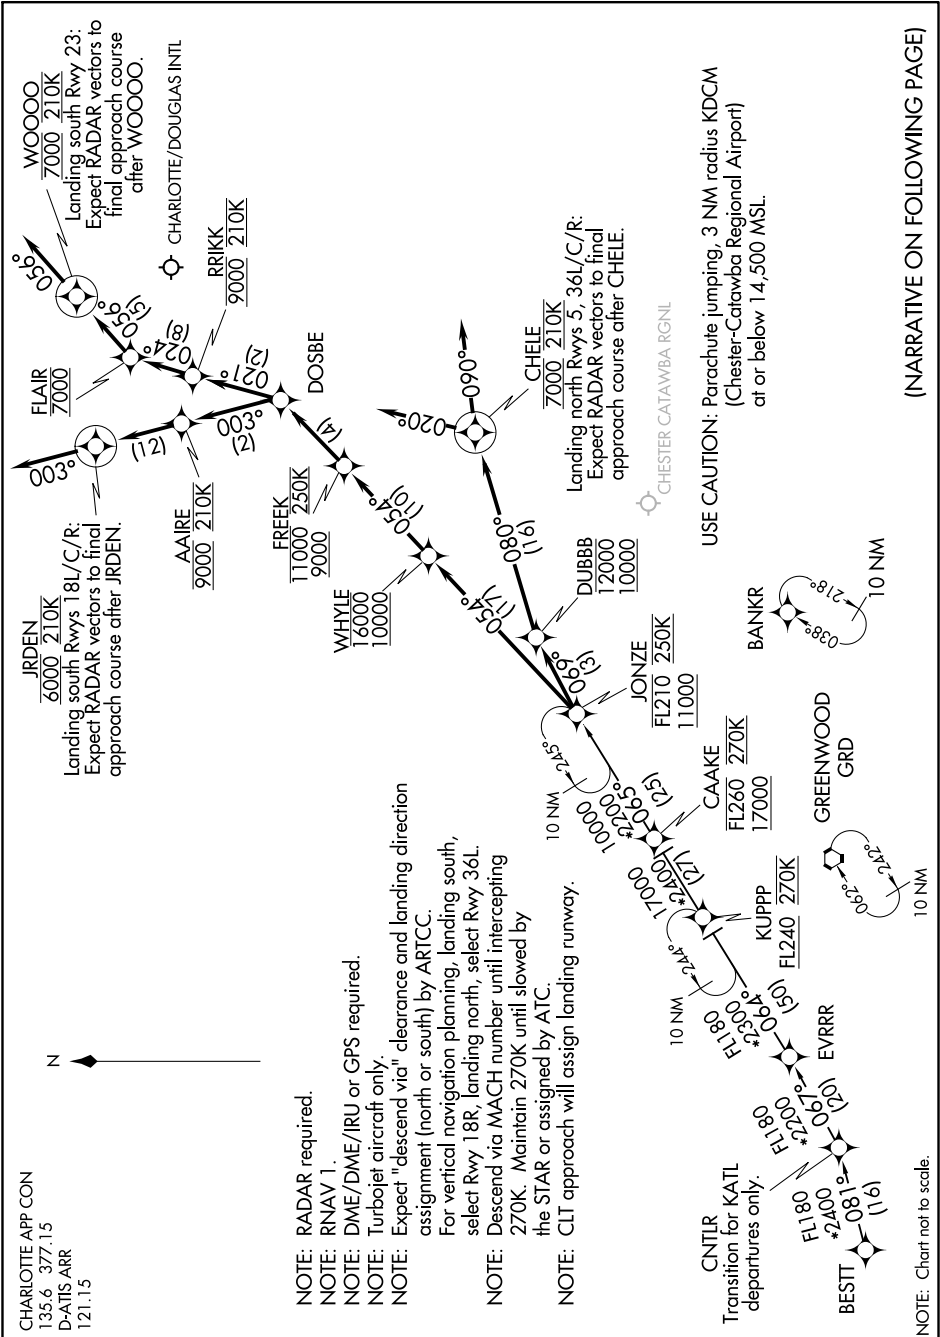 CHARLOTTE APP CON
135.6 377.15
D-ATIS ARR
121.15
N
NOTE: RADAR required.
NOTE: RNAV 1.
NOTE: DME/DME/IRU or GPS required.
NOTE: Turbojet aircraft only.
NOTE: Expect "descend via" clearance and landing direction
assignment (north or south) by ARTCC.
For vertical navigation planning, landing south,
select Rwy 18R, landing north, select Rwy 36L.
NOTE: Descend via MACH number until intercepting
270K. Maintain 270K until slowed by
the STAR or assigned by ATC.
NOTE: CLT approach will assign landing runway.
JRDEN
6000 210K
Landing south Rwys 18L/C/R:
Expect RADAR vectors to final
approach course after JRDEN.
003°
(12)
AAIRE
9000 210K
003°
(2)
WOOOO
7000 210K
Landing south Rwy 23:
Expect RADAR vectors to
final approach course
after WOOOO.
056°
056°
(5)
FLAIR
7000
024°
(8)
CHARLOTTE/DOUGLAS INTL
RRIKK
9000 210K
021°
(2)
DOSBE
(4)
FREEK
11000 250K
9000
054°
(10)
WHYLE
16000
10000
054°
(17)
020°
090°
CHELE
7000 210K
Landing north Rwys 5, 36L/C/R:
Expect RADAR vectors to final
approach course after CHELE.
080°
(16)
DUBBB
12000
10000
069°
(3)
CHESTER CATAWBA RGNL
USE CAUTION: Parachute jumping, 3 NM radius KDCM
(Chester-Catawba Regional Airport)
at or below 14,500 MSL.
JONZE
FL210 250K
11000
245°
10 NM
10000
*2200
065°
(25)
CAAKE
FL260 270K
17000
17000
*2400
(27)
KUPPP
FL240 270K
244°
10 NM
FL180
*2300
064°
(50)
EVRRR
FL180
*2200
067°
(20)
CNTLR
Transition for KATL
departures only.
FL180
*2400
081°
(16)
BESTT
BANKR
038°
218°
10 NM
GREENWOOD
GRD
062°
242°
10 NM
NOTE: Chart not to scale.
(NARRATIVE ON FOLLOWING PAGE)